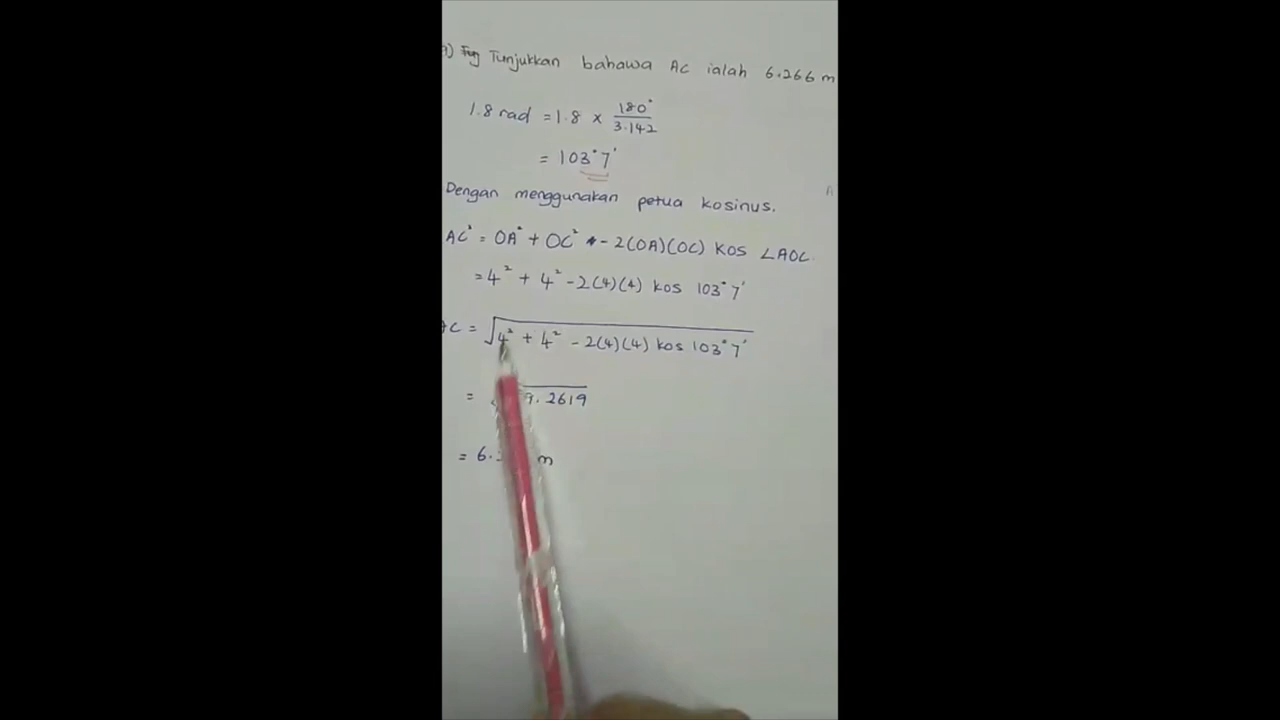 a) Tunjukkan bahawa AC ialah 6.266 m
1.8 rad = 1.8 × 180° / 3.142
= 103°7'
Dengan menggunakan petua kosinus.
AC² = OA² + OC² - 2(OA)(OC) kos ∠AOC
= 4² + 4² - 2(4)(4) kos 103°7'
AC = √4² + 4² - 2(4)(4) kos 103°7'
= 9.2619
= 6. m